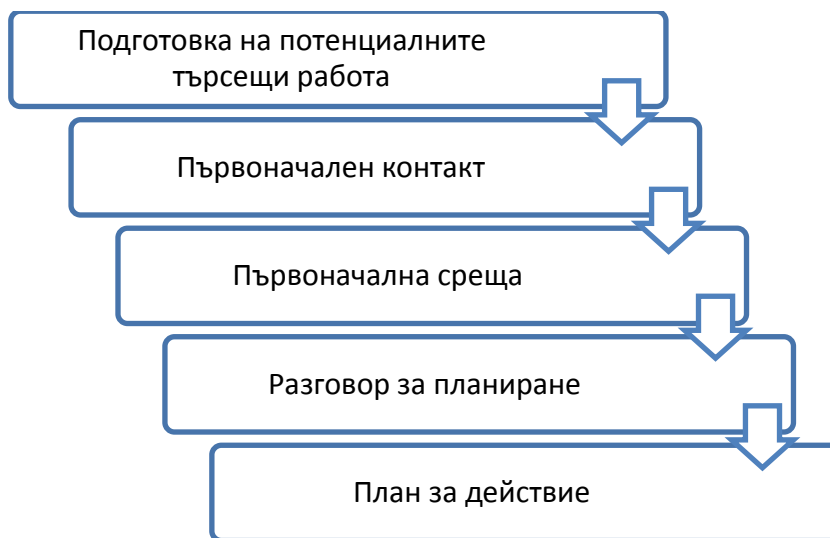 Подготовка на потенциалните
търсещи работа
Първоначален контакт
Първоначална среща
Разговор за планиране
План за действие